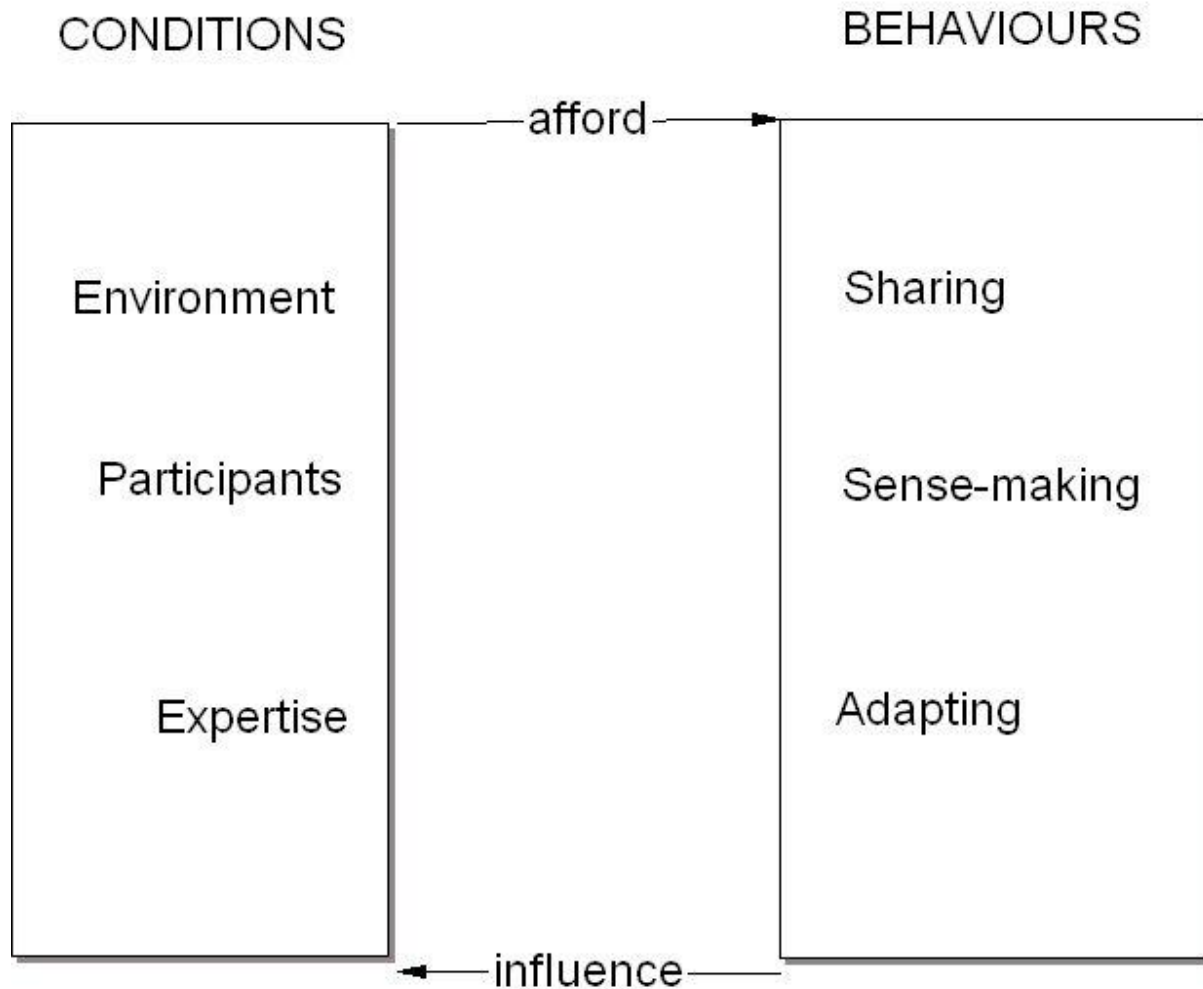 CONDITIONS
BEHAVIOURS
afford
Environment
Sharing
Participants
Sense-making
Expertise
Adapting
influence